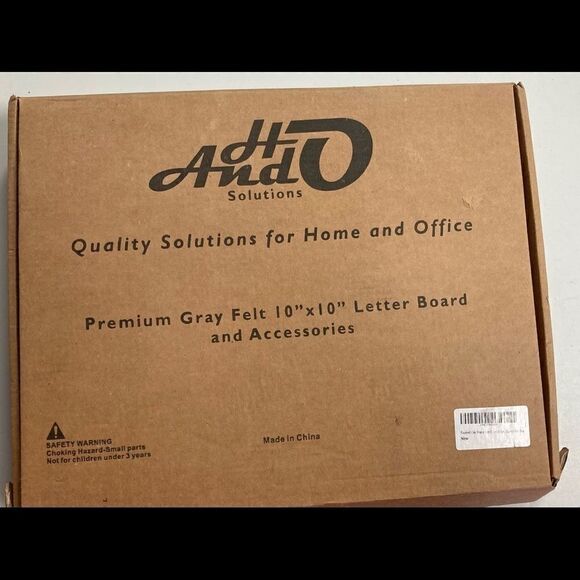 H And O
Solutions
Quality Solutions for Home and Office
Premium Gray Felt 10”x10” Letter Board
and Accessories
SAFETY WARNING
Choking Hazard-Small parts
Not for children under 3 years
Made in China
New